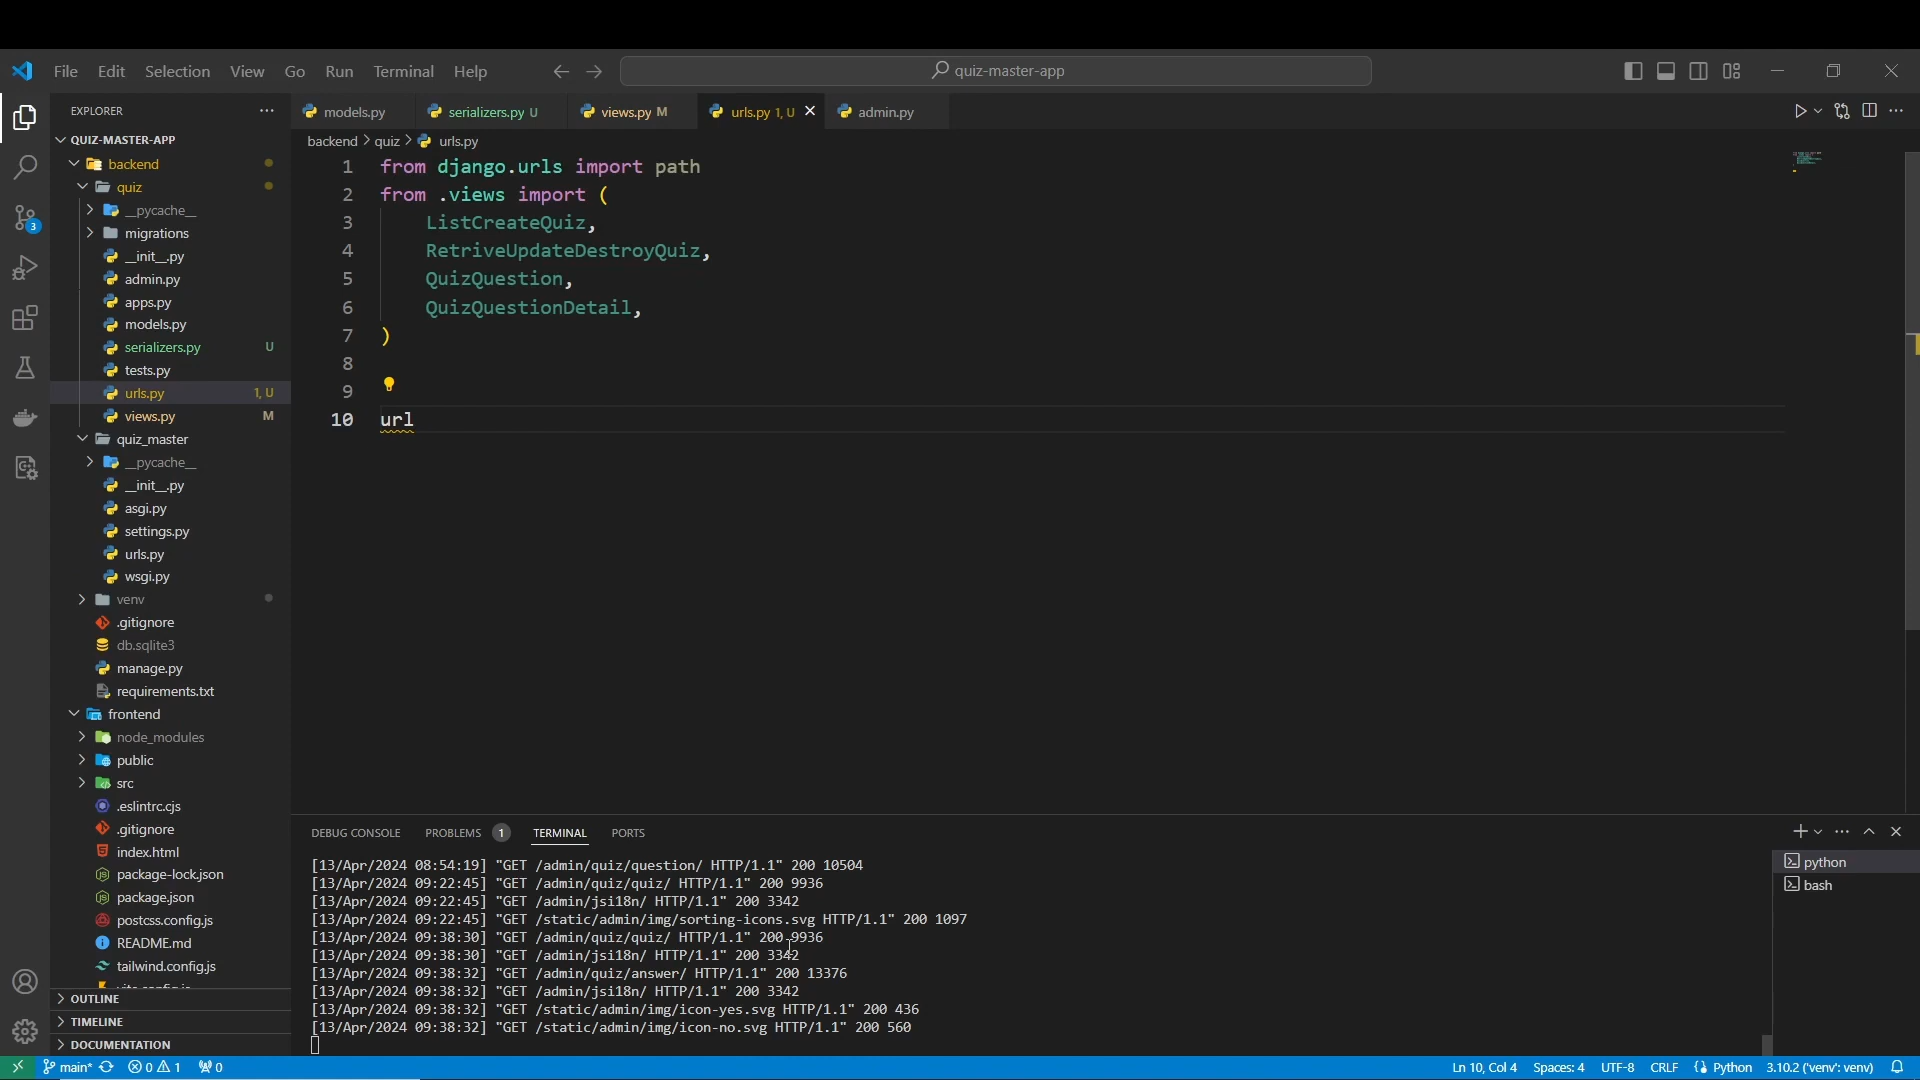 File Edit Selection View Go Run Terminal Help
quiz-master-app
EXPLORER
QUIZ-MASTER-APP
backend
quiz
__pycache__
migrations
__init__.py
admin.py
apps.py
models.py
serializers.py U
tests.py
urls.py 1, U
views.py M
quiz_master
__pycache__
__init__.py
asgi.py
settings.py
urls.py
wsgi.py
venv
.gitignore
db.sqlite3
manage.py
requirements.txt
frontend
node_modules
public
src
.eslintrc.cjs
.gitignore
index.html
package-lock.json
package.json
postcss.config.js
README.md
tailwind.config.js
OUTLINE
TIMELINE
DOCUMENTATION
3
models.py serializers.py U views.py M urls.py 1, U admin.py
backend > quiz > urls.py
1 from django.urls import path
2 from .views import (
3 ListCreateQuiz,
4 RetriveUpdateDestroyQuiz,
5 QuizQuestion,
6 QuizQuestionDetail,
7 )
8
9
10 url
DEBUG CONSOLE PROBLEMS 1 TERMINAL PORTS
[13/Apr/2024 08:54:19] "GET /admin/quiz/question/ HTTP/1.1" 200 10504
[13/Apr/2024 09:22:45] "GET /admin/quiz/quiz/ HTTP/1.1" 200 9936
[13/Apr/2024 09:22:45] "GET /admin/jsi18n/ HTTP/1.1" 200 3342
[13/Apr/2024 09:22:45] "GET /static/admin/img/sorting-icons.svg HTTP/1.1" 200 1097
[13/Apr/2024 09:38:30] "GET /admin/quiz/quiz/ HTTP/1.1" 200 9936
[13/Apr/2024 09:38:30] "GET /admin/jsi18n/ HTTP/1.1" 200 3342
[13/Apr/2024 09:38:32] "GET /admin/quiz/answer/ HTTP/1.1" 200 13376
[13/Apr/2024 09:38:32] "GET /admin/jsi18n/ HTTP/1.1" 200 3342
[13/Apr/2024 09:38:32] "GET /static/admin/img/icon-yes.svg HTTP/1.1" 200 436
[13/Apr/2024 09:38:32] "GET /static/admin/img/icon-no.svg HTTP/1.1" 200 560
python
bash
main* 0 1 0
Ln 10, Col 4 Spaces: 4 UTF-8 CRLF Python 3.10.2 ('venv': venv)